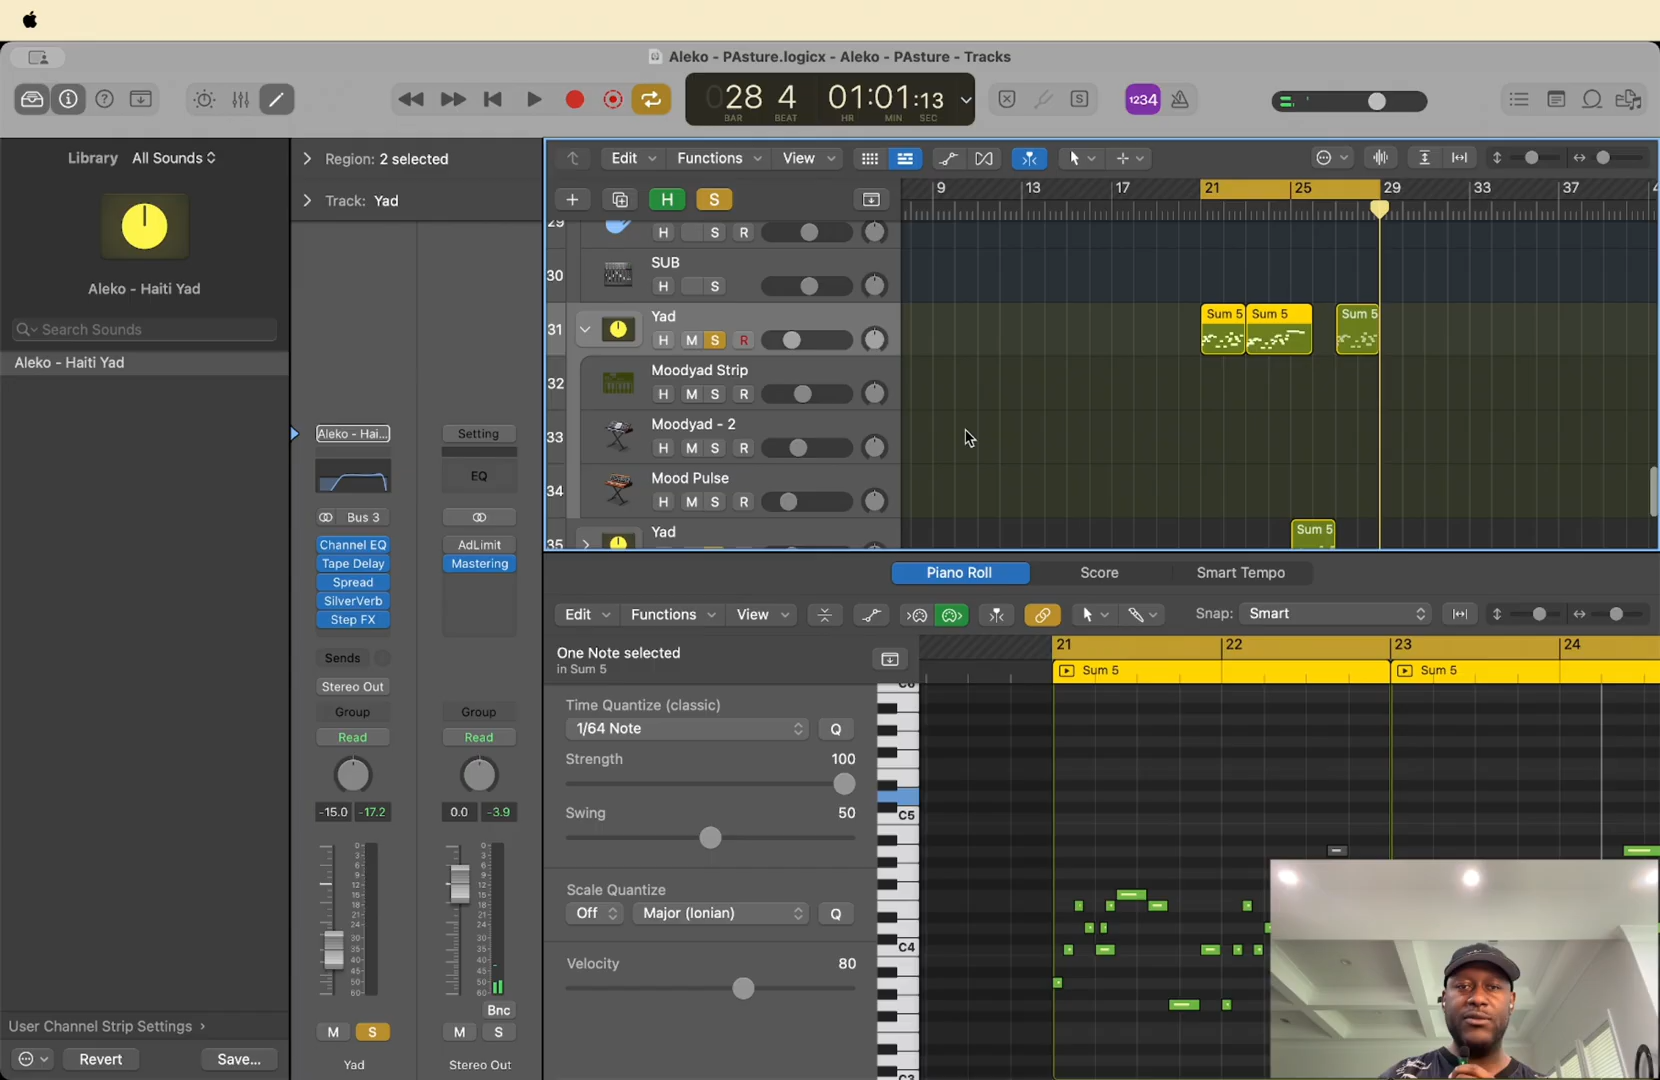 Aleko - PAsture.logicx - Aleko - PAsture - Tracks
28 4 01:01:13
BAR BEAT HR MIN SEC
1234
Library All Sounds
Aleko - Haiti Yad
Search Sounds
Aleko - Haiti Yad
User Channel Strip Settings ›
Revert Save...
Region: 2 selected
Track: Yad
Aleko - Hai... Setting
EQ
Bus 3
Channel EQ AdLimit
Tape Delay Mastering
Spread
SilverVerb
Step FX
Sends
Stereo Out
Group Group
Read Read
-15.0 -17.2 0.0 -3.9
Bnc
M S M S
Yad Stereo Out
Edit Functions View
H S
9 13 17 21 25 29 33 37
29 H S R
30 SUB
H S
31 Yad
H M S R
Sum 5 Sum 5 Sum 5
32 Moodyad Strip
H M S R
33 Moodyad - 2
H M S R
34 Mood Pulse
H M S R
35 Yad
Sum 5
Piano Roll Score Smart Tempo
Edit Functions View Snap: Smart
One Note selected
in Sum 5
21 22 23 24
Sum 5 Sum 5
Time Quantize (classic)
1/64 Note Q
Strength 100
Swing 50
Scale Quantize
Off Major (Ionian) Q
Velocity 80
C5
C4
C3